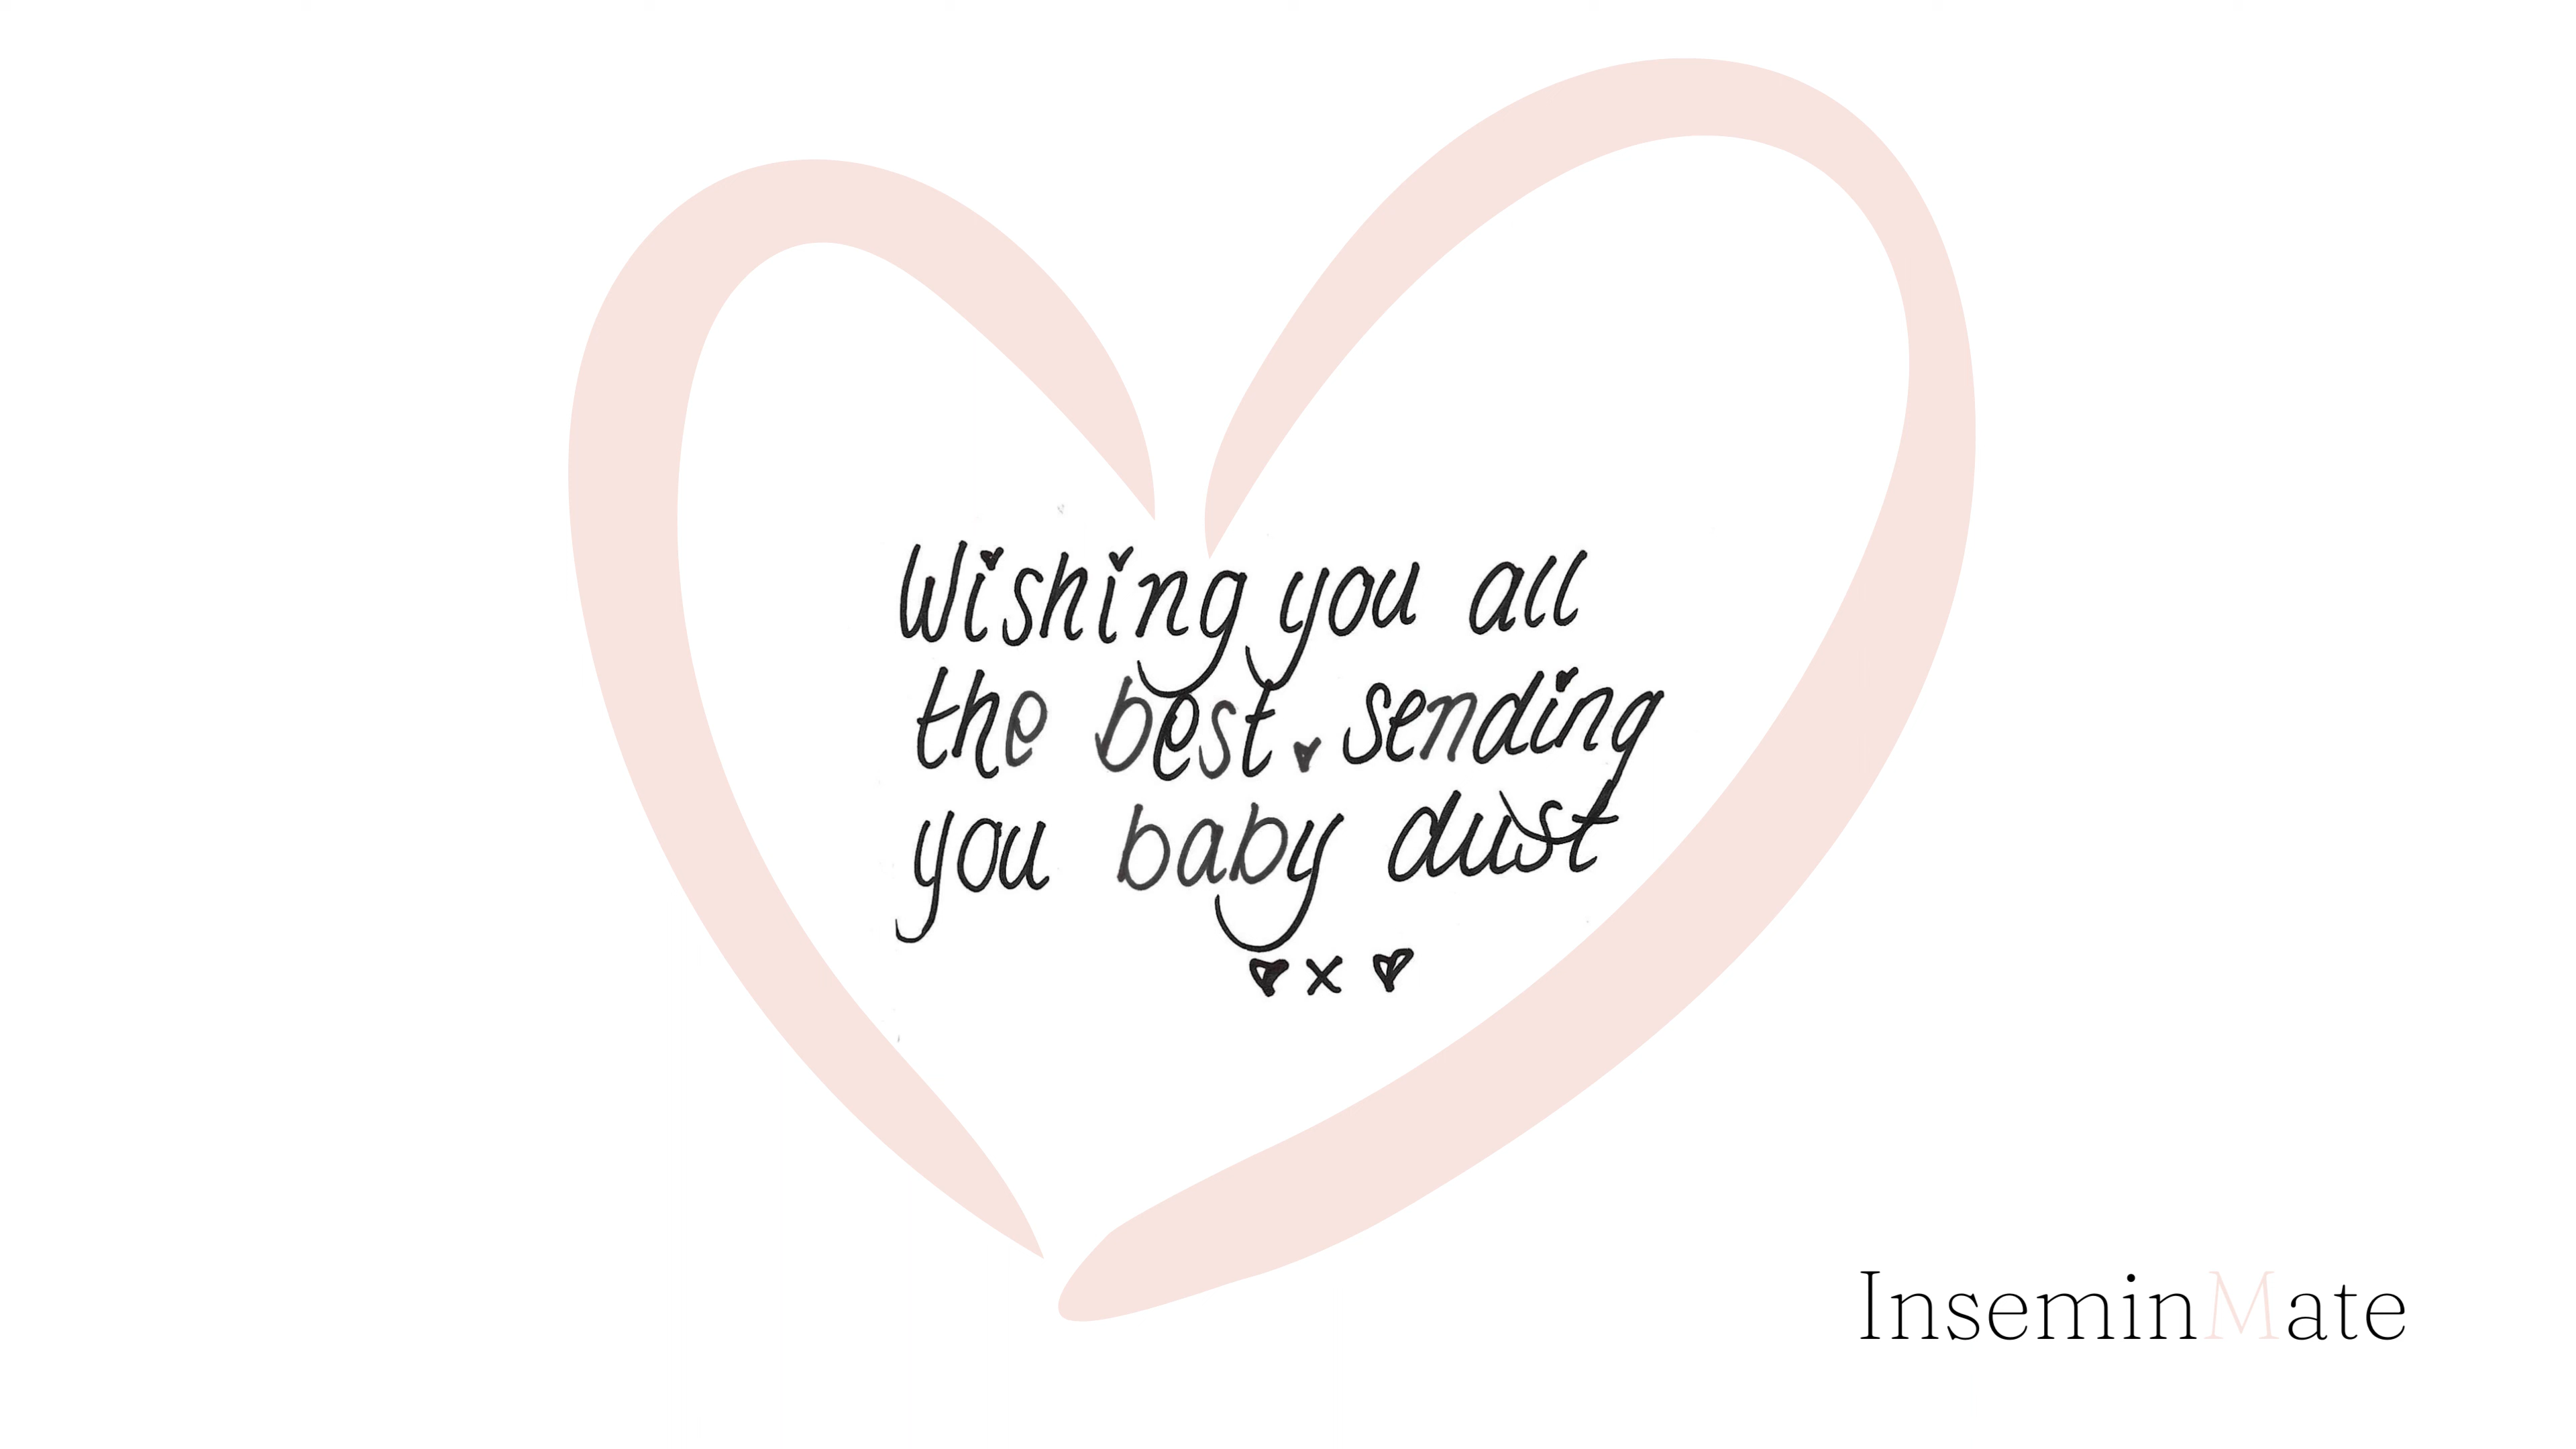 Wishing you all
the best. sending
you baby dust
♥ x ♥
InseminMate